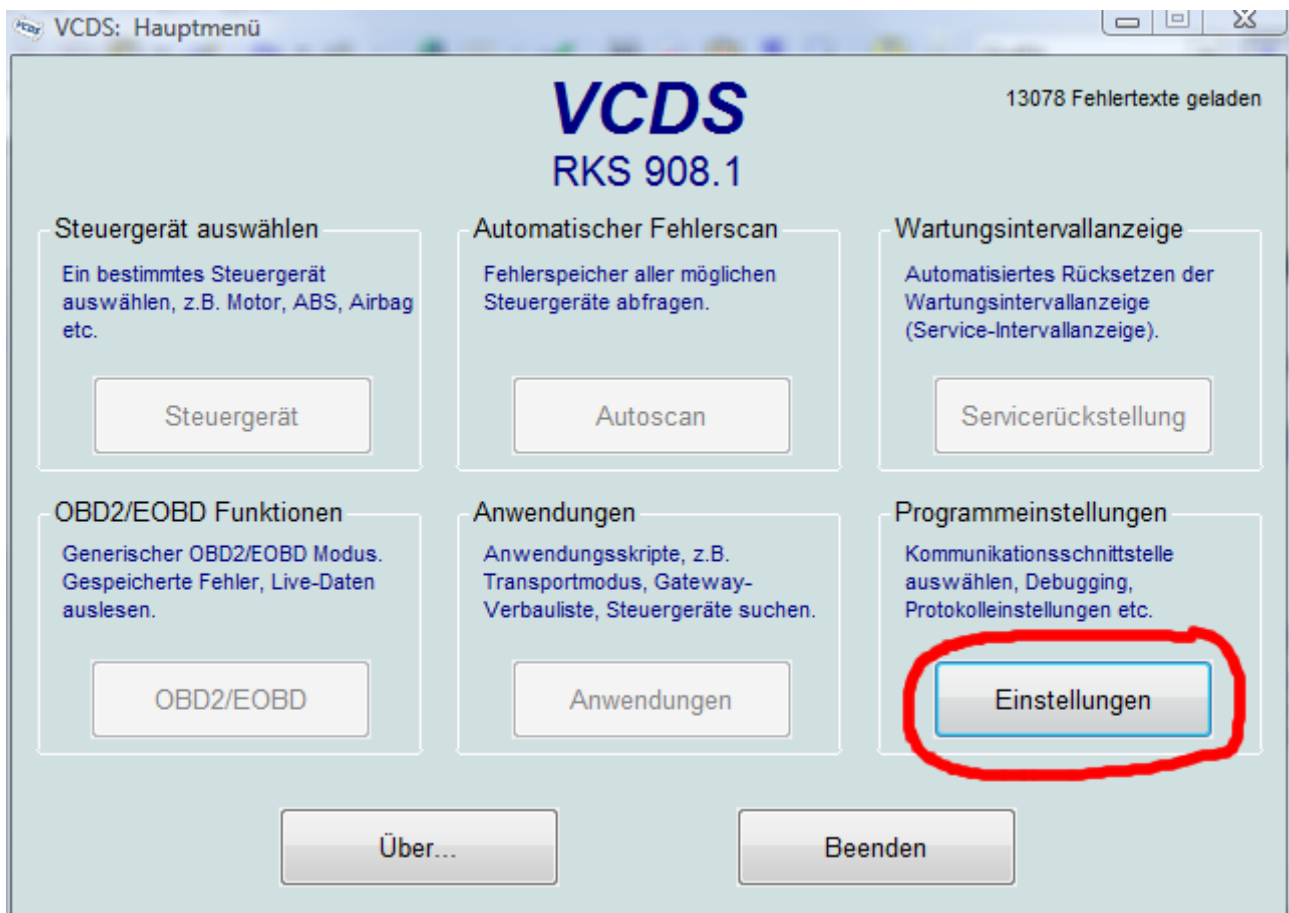 VCDS: Hauptmenü
VCDS
RKS 908.1
13078 Fehlertexte geladen
Steuergerät auswählen
Ein bestimmtes Steuergerät
auswählen, z.B. Motor, ABS, Airbag
etc.
Steuergerät
Automatischer Fehlerscan
Fehlerspeicher aller möglichen
Steuergeräte abfragen.
Autoscan
Wartungsintervallanzeige
Automatisiertes Rücksetzen der
Wartungsintervallanzeige
(Service-Intervallanzeige).
Servicerückstellung
OBD2/EOBD Funktionen
Generischer OBD2/EOBD Modus.
Gespeicherte Fehler, Live-Daten
auslesen.
OBD2/EOBD
Anwendungen
Anwendungsskripte, z.B.
Transportmodus, Gateway-
Verbauliste, Steuergeräte suchen.
Anwendungen
Programmeinstellungen
Kommunikationsschnittstelle
auswählen, Debugging,
Protokolleinstellungen etc.
Einstellungen
Über...
Beenden